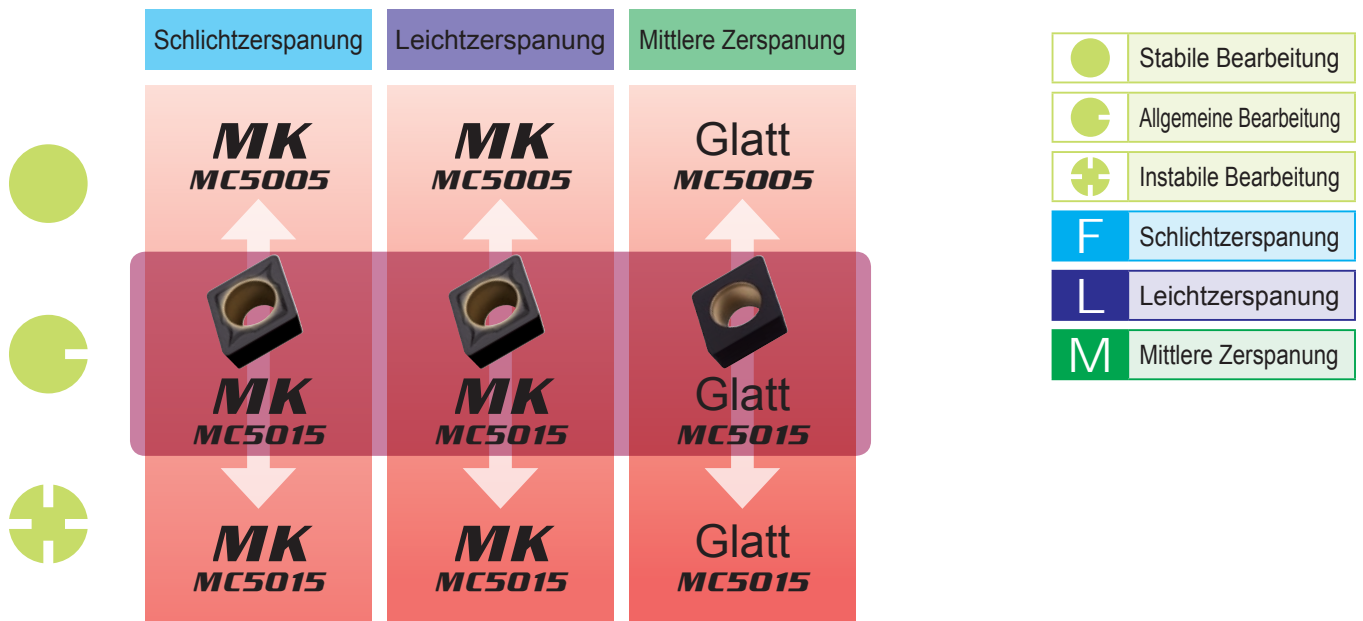 Schlichtzerspanung
Leichtzerspanung
Mittlere Zerspanung
MK
MC5005
MK
MC5005
Glatt
MC5005
MK
MC5015
MK
MC5015
Glatt
MC5015
MK
MC5015
MK
MC5015
Glatt
MC5015
Stabile Bearbeitung
Allgemeine Bearbeitung
Instabile Bearbeitung
F Schlichtzerspanung
L Leichtzerspanung
M Mittlere Zerspanung